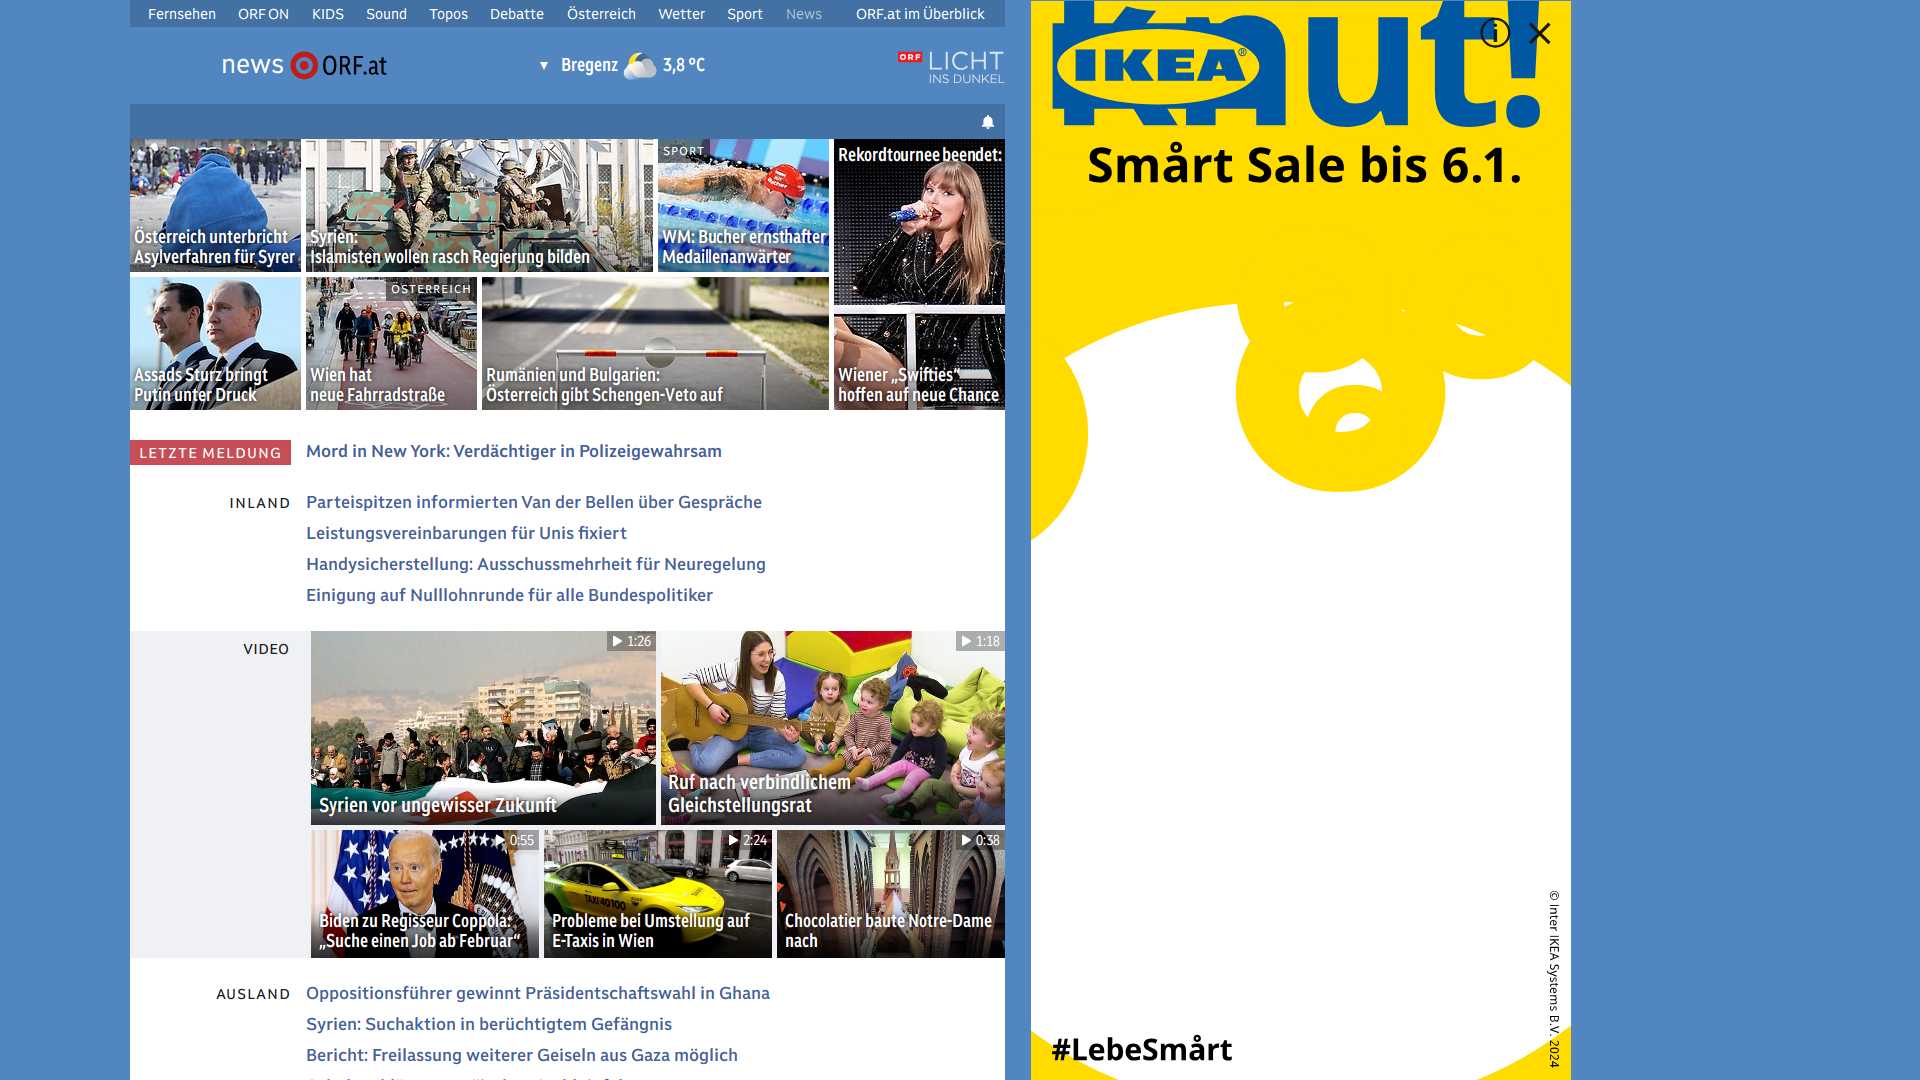 Fernsehen ORF ON KIDS Sound Topos Debatte Österreich Wetter Sport News ORF.at im Überblick
news ORF.at
▼ Bregenz 3,8 °C
ORF LICHT
INS DUNKEL
Österreich unterbricht
Asylverfahren für Syrer
Syrien:
Islamisten wollen rasch Regierung bilden
SPORT
WM: Bucher ernsthafter
Medaillenanwärter
Rekordtournee beendet:
Wiener „Swifties“
hoffen auf neue Chance
Assads Sturz bringt
Putin unter Druck
ÖSTERREICH
Wien hat
neue Fahrradstraße
Rumänien und Bulgarien:
Österreich gibt Schengen-Veto auf
LETZTE MELDUNG
Mord in New York: Verdächtiger in Polizeigewahrsam
INLAND
Parteispitzen informierten Van der Bellen über Gespräche
Leistungsvereinbarungen für Unis fixiert
Handysicherstellung: Ausschussmehrheit für Neuregelung
Einigung auf Nulllohnrunde für alle Bundespolitiker
VIDEO
1:26
Syrien vor ungewisser Zukunft
1:18
Ruf nach verbindlichem
Gleichstellungsrat
0:55
Biden zu Regisseur Coppola:
„Suche einen Job ab Februar“
2:24
TAXI 40100
Probleme bei Umstellung auf
E-Taxis in Wien
0:38
Chocolatier baute Notre-Dame
nach
AUSLAND
Oppositionsführer gewinnt Präsidentschaftswahl in Ghana
Syrien: Suchaktion in berüchtigtem Gefängnis
Bericht: Freilassung weiterer Geiseln aus Gaza möglich
Knut!
IKEA®
Smårt Sale bis 6.1.
© Inter IKEA Systems B.V. 2024
#LebeSmårt